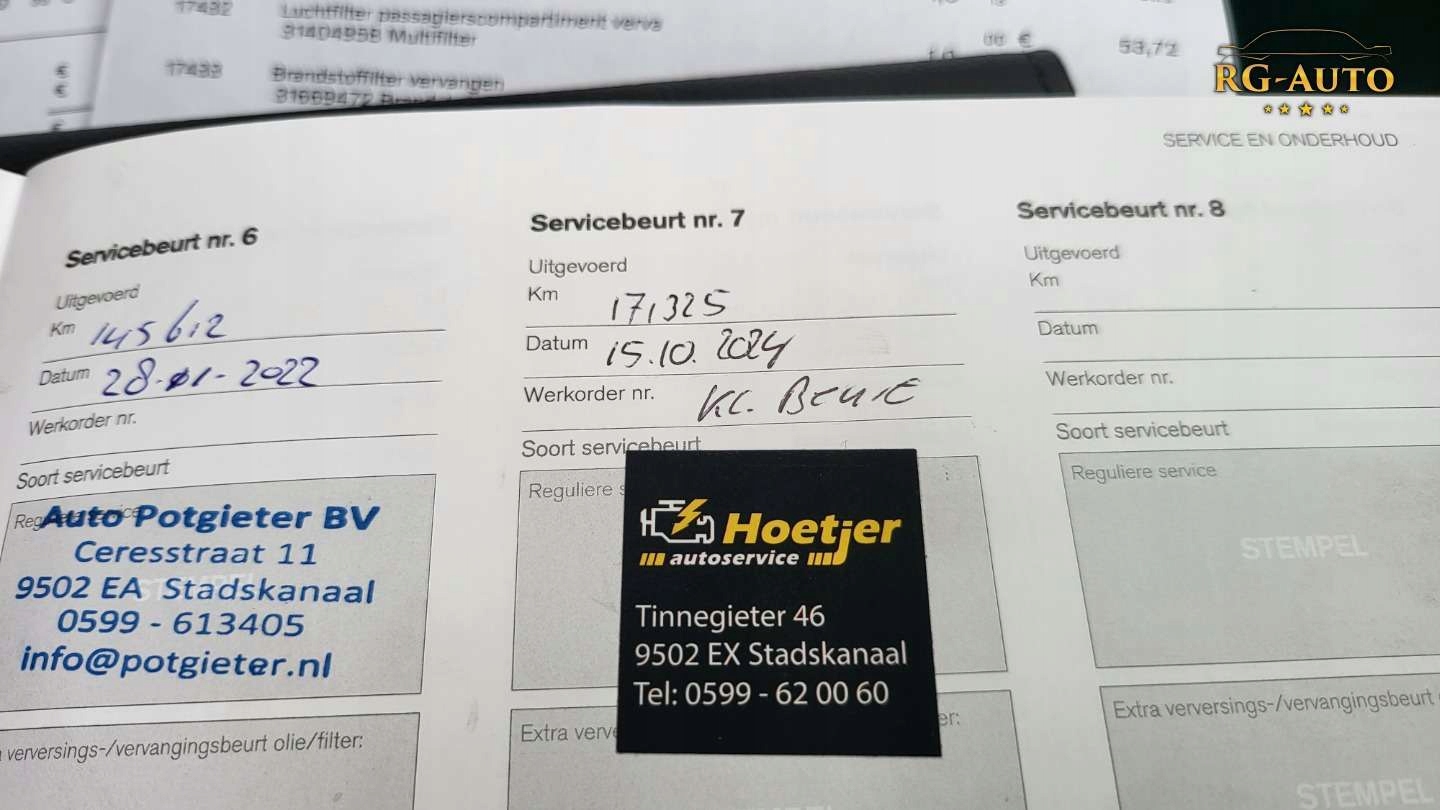 17432 Luchtfilter passagierscompartiment verva
31404958 Multifilter
€ 53,72
17433 Brandstoffilter vervangen
31669472
€
€
€
RG-AUTO
SERVICE EN ONDERHOUD
Servicebeurt nr. 6
Uitgevoerd
Km 145612
Datum 28-01-2022
Werkorder nr.
Soort servicebeurt
Auto Potgieter BV
Ceresstraat 11
9502 EA Stadskanaal
0599 - 613405
info@potgieter.nl
verversings-/vervangingsbeurt olie/filter:
Servicebeurt nr. 7
Uitgevoerd
Km 171325
Datum 15.10.2024
Werkorder nr. KL. BEURT
Soort servicebeurt
Reguliere
Hoetjer
autoservice
Tinnegieter 46
9502 EX Stadskanaal
Tel: 0599 - 62 00 60
Extra
Servicebeurt nr. 8
Uitgevoerd
Km
Datum
Werkorder nr.
Soort servicebeurt
Reguliere service
STEMPEL
Extra verversings-/vervangingsbeurt
STEMPEL